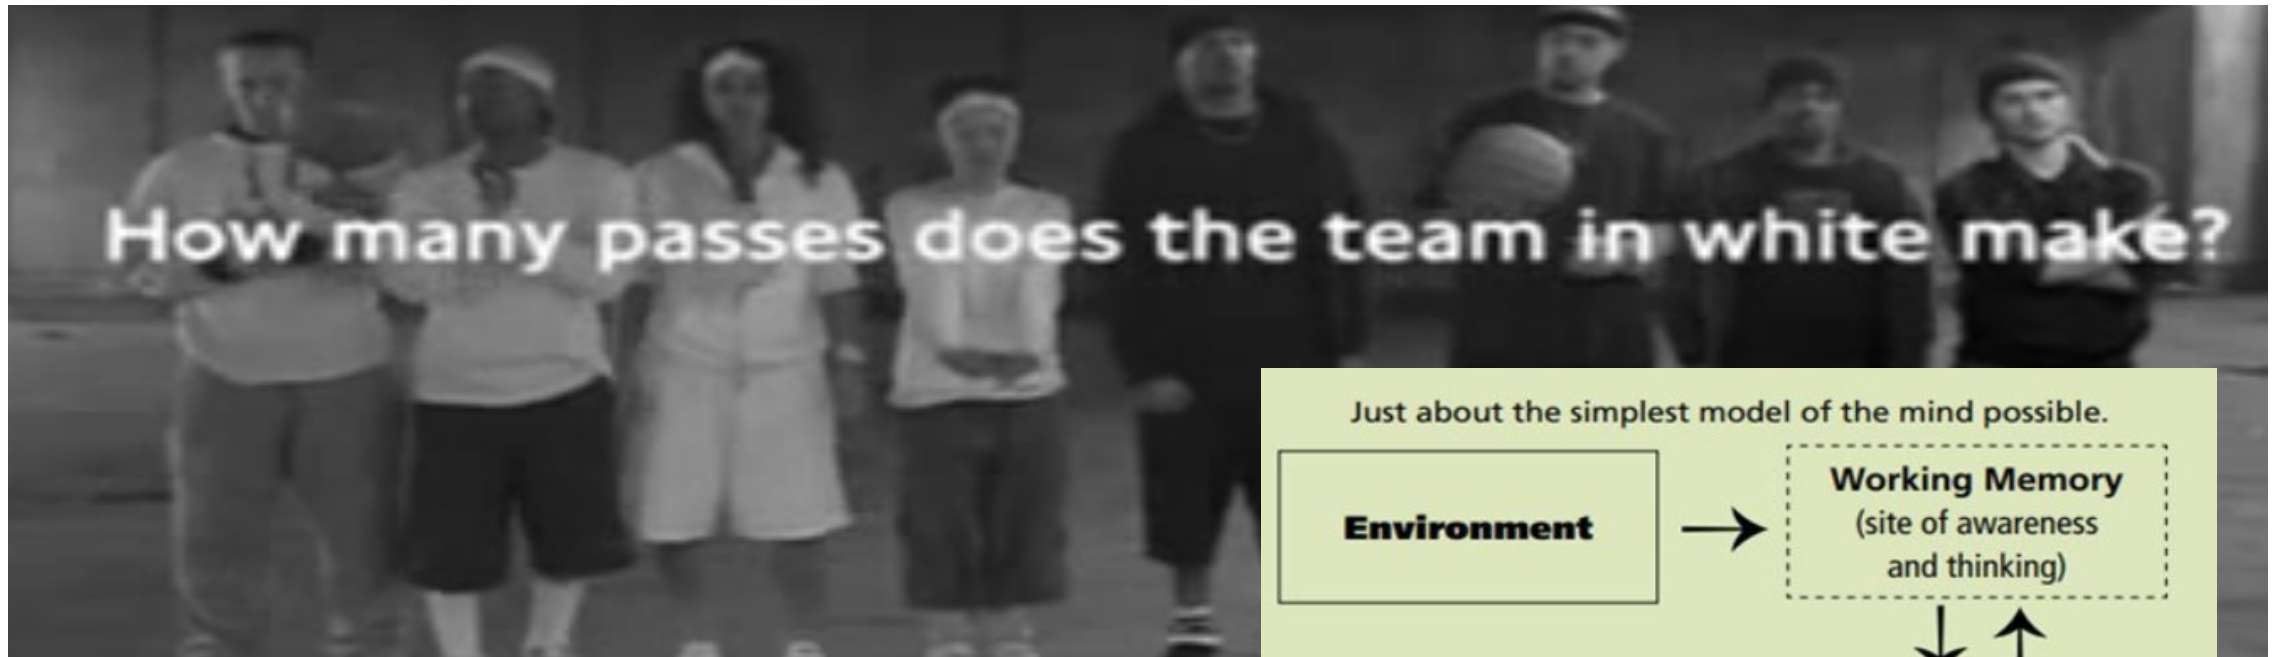 How many passes does the team in white make?
Just about the simplest model of the mind possible.
Environment
Working Memory
(site of awareness
and thinking)